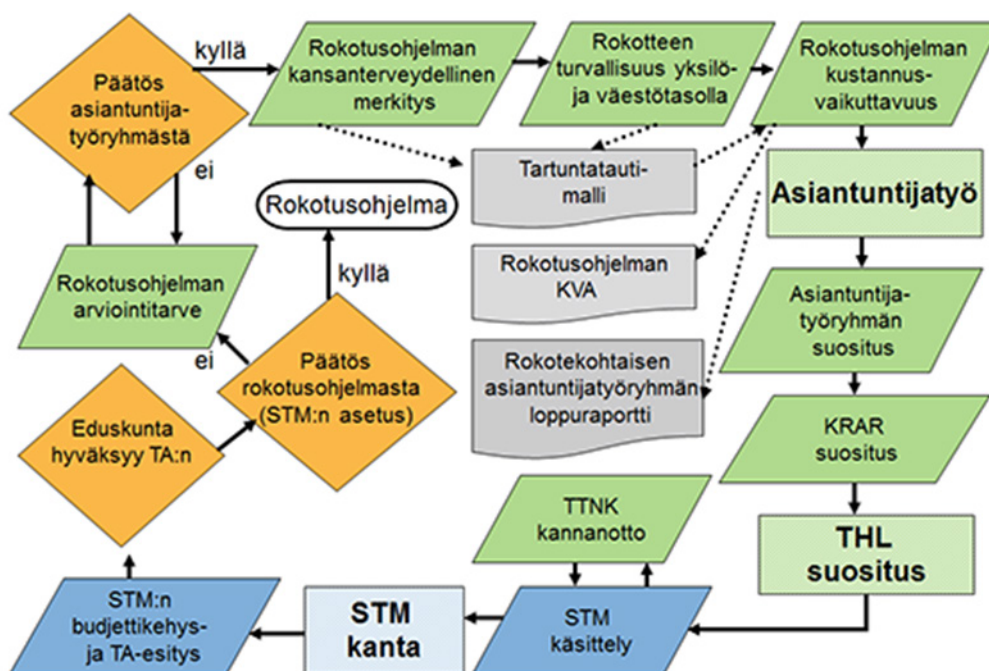 Päätös
asiantuntija-
työryhmästä
kyllä
Rokotusohjelman
kansanterveydellinen
merkitys
Rokotteen
turvallisuus yksilö-
ja väestötasolla
Rokotusohjelman
kustannus-
vaikuttavuus
ei
Rokotusohjelma
Tartuntatauti-
malli
Asiantuntijatyö
Rokotusohjelman
arviointitarve
kyllä
Rokotusohjelman
KVA
Asiantuntija-
työryhmän
suositus
ei
Päätös
rokotusohjelmasta
(STM:n asetus)
Rokotekohtaisen
asiantuntijatyöryhmän
loppuraportti
Eduskunta
hyväksyy TA:n
KRAR
suositus
TTNK
kannanotto
THL
suositus
STM:n
budjettikehys-
ja TA-esitys
STM
kanta
STM
käsittely